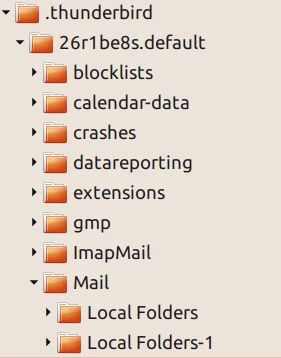 .thunderbird
26r1be8s.default
blocklists
calendar-data
crashes
datareporting
extensions
gmp
ImapMail
Mail
Local Folders
Local Folders-1